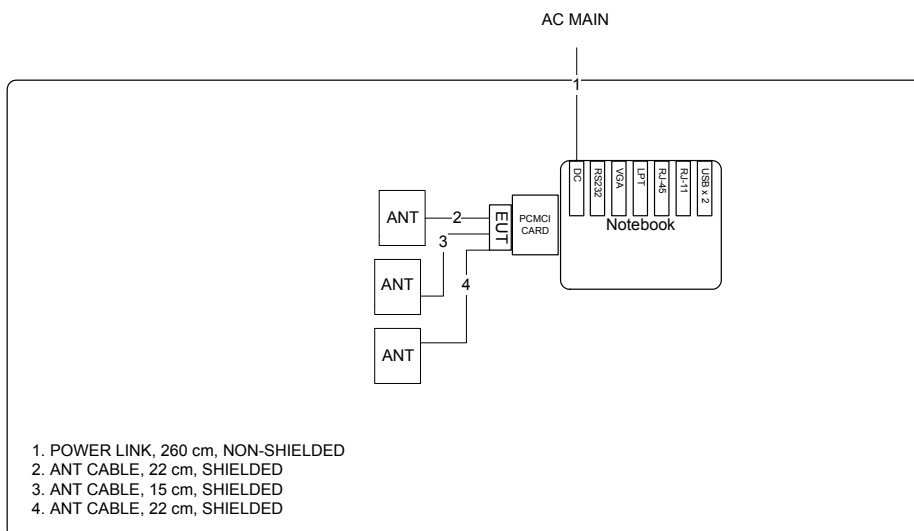 AC MAIN
1
DC
RS232
VGA
LPT
RJ-45
RJ-11
USB x 2
Notebook
PCMCI
CARD
EUT
ANT
2
3
ANT
4
ANT
1. POWER LINK, 260 cm, NON-SHIELDED
2. ANT CABLE, 22 cm, SHIELDED
3. ANT CABLE, 15 cm, SHIELDED
4. ANT CABLE, 22 cm, SHIELDED